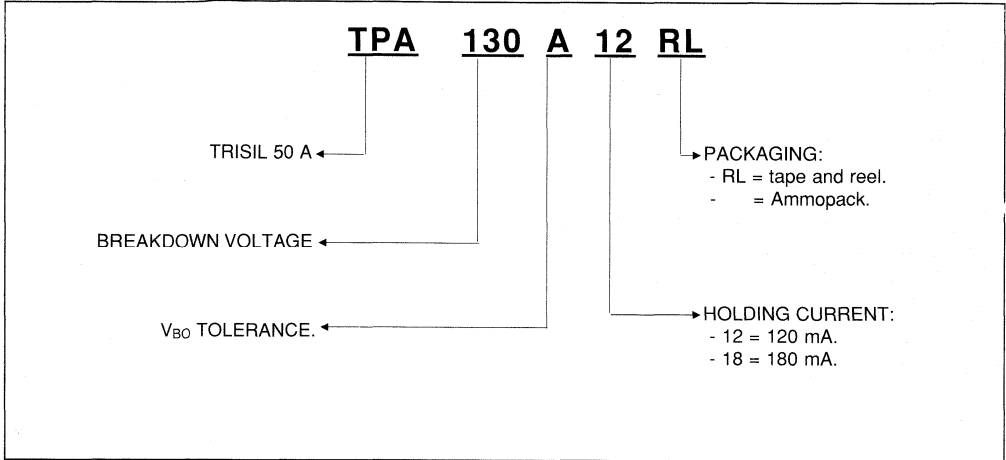 TPA 130 A 12 RL
TRISIL 50 A
PACKAGING:
- RL = tape and reel.
- = Ammopack.
BREAKDOWN VOLTAGE
V_BO TOLERANCE.
HOLDING CURRENT:
- 12 = 120 mA.
- 18 = 180 mA.